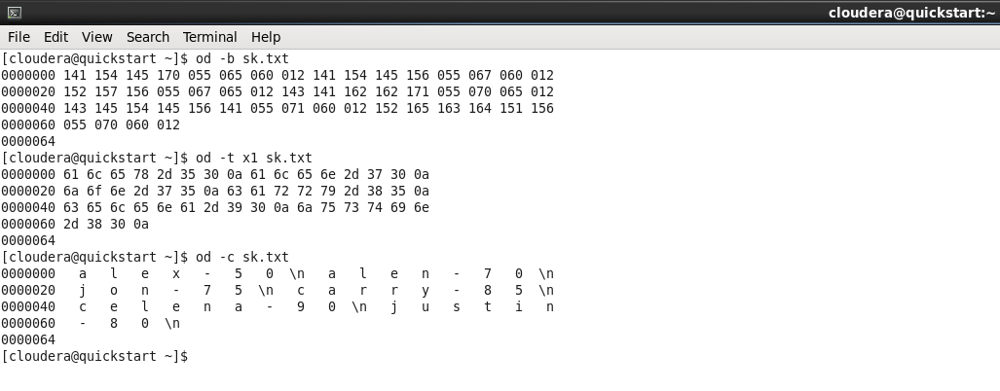 cloudera@quickstart:~
File Edit View Search Terminal Help
[cloudera@quickstart ~]$ od -b sk.txt
0000000 141 154 145 170 055 065 060 012 141 154 145 156 055 067 060 012
0000020 152 157 156 055 067 065 012 143 141 162 162 171 055 070 065 012
0000040 143 145 154 145 156 141 055 071 060 012 152 165 163 164 151 156
0000060 055 070 060 012
0000064
[cloudera@quickstart ~]$ od -t x1 sk.txt
0000000 61 6c 65 78 2d 35 30 0a 61 6c 65 6e 2d 37 30 0a
0000020 6a 6f 6e 2d 37 35 0a 63 61 72 72 79 2d 38 35 0a
0000040 63 65 6c 65 6e 61 2d 39 30 0a 6a 75 73 74 69 6e
0000060 2d 38 30 0a
0000064
[cloudera@quickstart ~]$ od -c sk.txt
0000000   a   l   e   x   -   5   0  \n   a   l   e   n   -   7   0  \n
0000020   j   o   n   -   7   5  \n   c   a   r   r   y   -   8   5  \n
0000040   c   e   l   e   n   a   -   9   0  \n   j   u   s   t   i   n
0000060   -   8   0  \n
0000064
[cloudera@quickstart ~]$